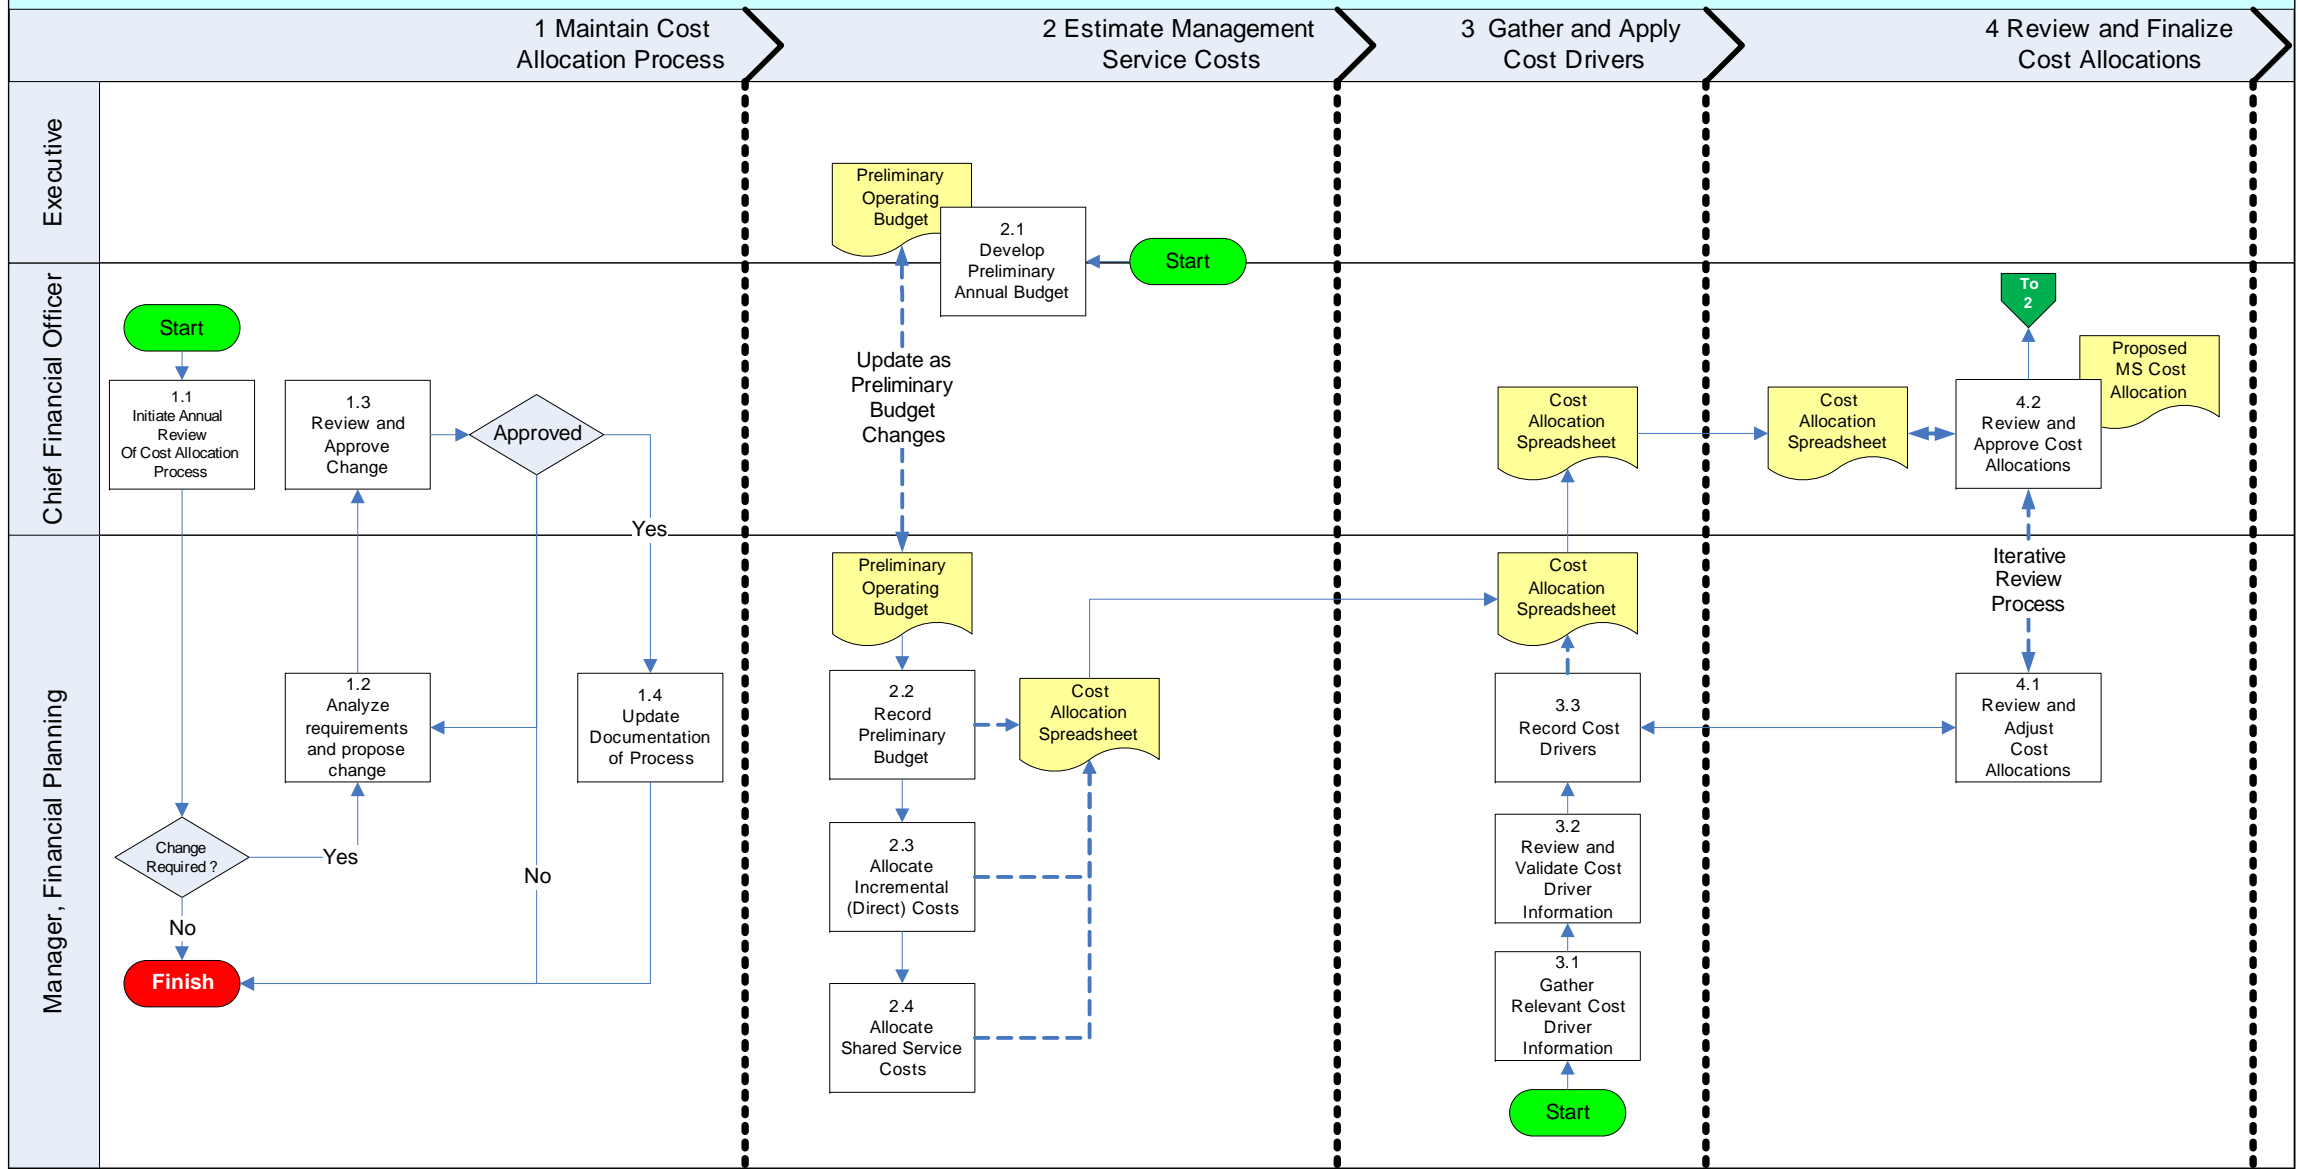 1 Maintain Cost
Allocation Process
2 Estimate Management
Service Costs
3 Gather and Apply
Cost Drivers
4 Review and Finalize
Cost Allocations
Executive
Preliminary
Operating
Budget
2.1
Develop
Preliminary
Annual Budget
Start
Chief Financial Officer
Start
1.1
Initiate Annual
Review
Of Cost Allocation
Process
1.3
Review and
Approve
Change
Approved
Yes
Update as
Preliminary
Budget
Changes
Cost
Allocation
Spreadsheet
Cost
Allocation
Spreadsheet
To
2
Proposed
MS Cost
Allocation
4.2
Review and
Approve Cost
Allocations
Manager, Financial Planning
1.2
Analyze
requirements
and propose
change
1.4
Update
Documentation
of Process
Change
Required ?
Yes
No
No
Finish
Preliminary
Operating
Budget
2.2
Record
Preliminary
Budget
Cost
Allocation
Spreadsheet
2.3
Allocate
Incremental
(Direct) Costs
2.4
Allocate
Shared Service
Costs
Cost
Allocation
Spreadsheet
3.3
Record Cost
Drivers
3.2
Review and
Validate Cost
Driver
Information
3.1
Gather
Relevant Cost
Driver
Information
Start
Iterative
Review
Process
4.1
Review and
Adjust
Cost
Allocations